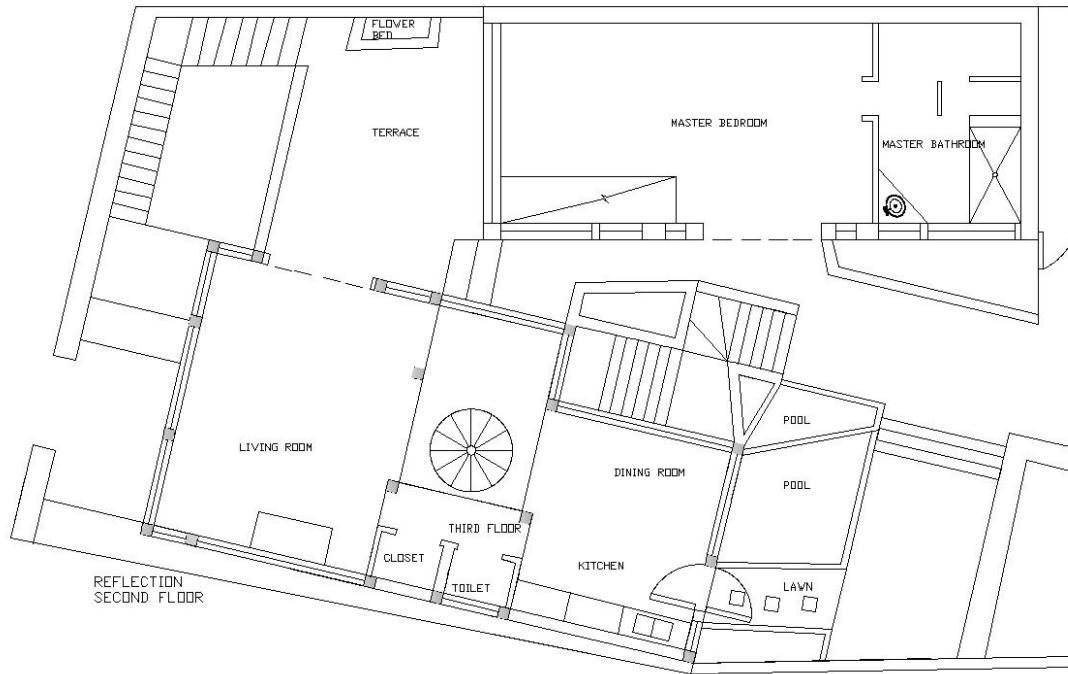 FLOWER
BED
TERRACE
MASTER BEDROOM
MASTER BATHROOM
POOL
LIVING ROOM
DINING ROOM
POOL
THIRD FLOOR
CLOSET
KITCHEN
TOILET
LAWN
REFLECTION
SECOND FLOOR